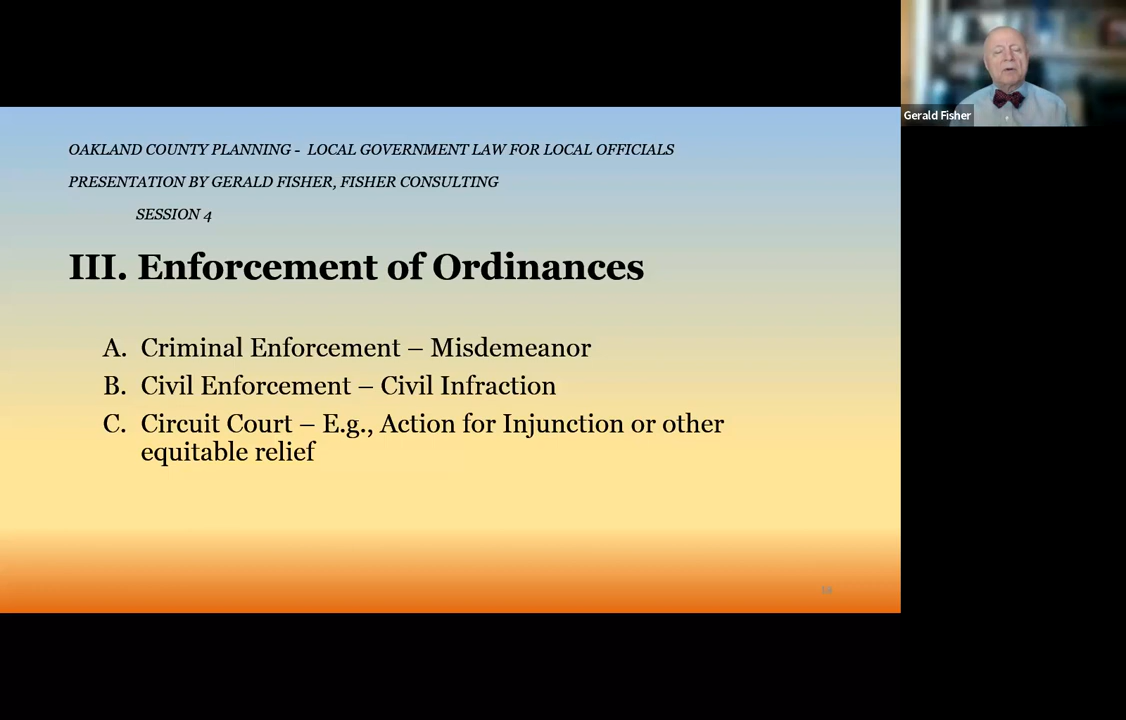 OAKLAND COUNTY PLANNING - LOCAL GOVERNMENT LAW FOR LOCAL OFFICIALS
PRESENTATION BY GERALD FISHER, FISHER CONSULTING
SESSION 4
III. Enforcement of Ordinances
A. Criminal Enforcement – Misdemeanor
B. Civil Enforcement – Civil Infraction
C. Circuit Court – E.g., Action for Injunction or other
equitable relief
Gerald Fisher